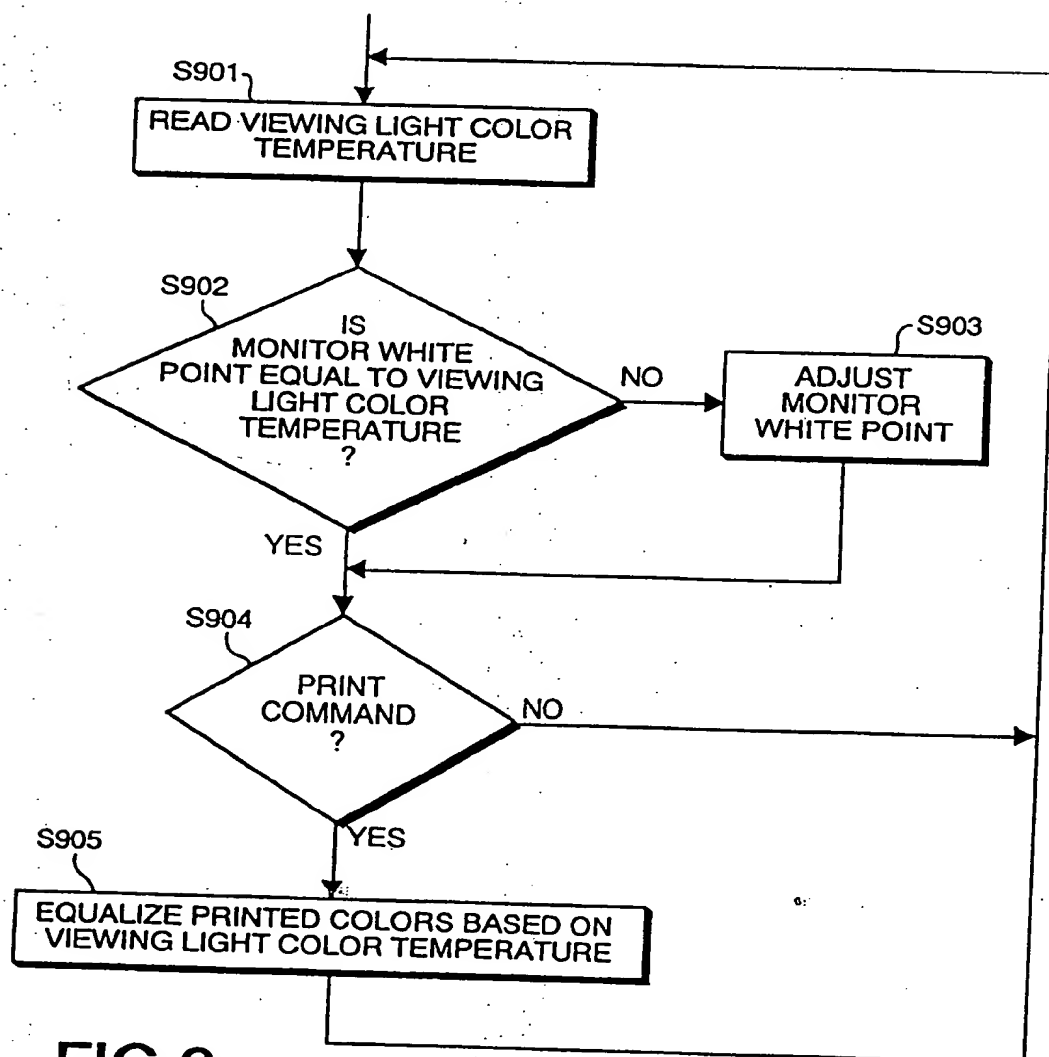 S901
READ VIEWING LIGHT COLOR
TEMPERATURE
S902
IS
MONITOR WHITE
POINT EQUAL TO VIEWING
LIGHT COLOR
TEMPERATURE
?
NO
S903
ADJUST
MONITOR
WHITE POINT
YES
S904
PRINT
COMMAND
?
NO
YES
S905
EQUALIZE PRINTED COLORS BASED ON
VIEWING LIGHT COLOR TEMPERATURE